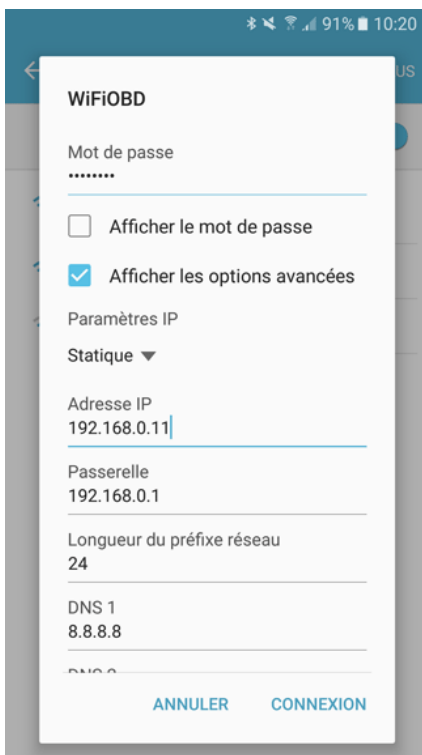 91% 10:20
US
WiFiOBD
Mot de passe
••••••••
Afficher le mot de passe
Afficher les options avancées
Paramètres IP
Statique
Adresse IP
192.168.0.11
Passerelle
192.168.0.1
Longueur du préfixe réseau
24
DNS 1
8.8.8.8
ANNULER CONNEXION